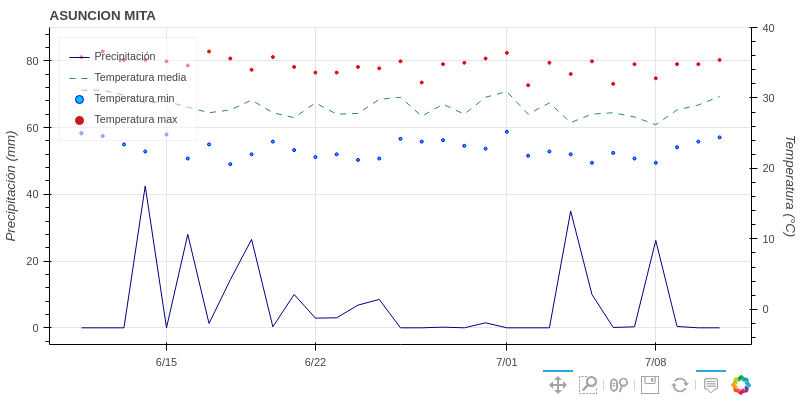 ASUNCION MITA
Precipitación
Temperatura media
Temperatura min
Temperatura max
Precipitación (mm)
80
60
40
20
0
Temperatura (°C)
40
30
20
10
0
6/15
6/22
7/01
7/08